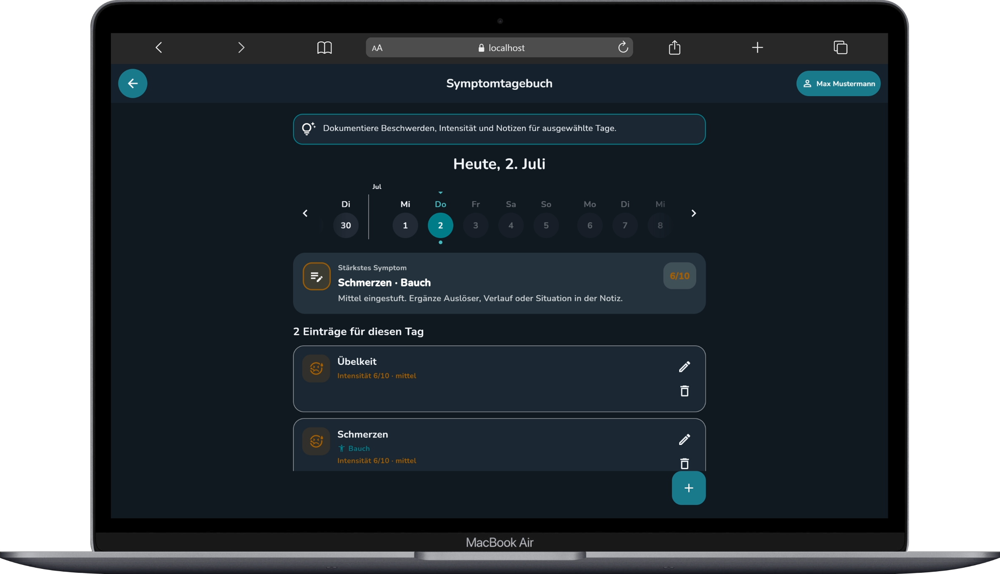 AA localhost
Symptomtagebuch
Max Mustermann
Dokumentiere Beschwerden, Intensität und Notizen für ausgewählte Tage.
Heute, 2. Juli
Jul
Di Mi Do Fr Sa So Mo Di Mi
30 1 2 3 4 5 6 7 8
Stärkstes Symptom
Schmerzen · Bauch
6/10
Mittel eingestuft. Ergänze Auslöser, Verlauf oder Situation in der Notiz.
2 Einträge für diesen Tag
Übelkeit
Intensität 6/10 · mittel
Schmerzen
Bauch
Intensität 6/10 · mittel
MacBook Air